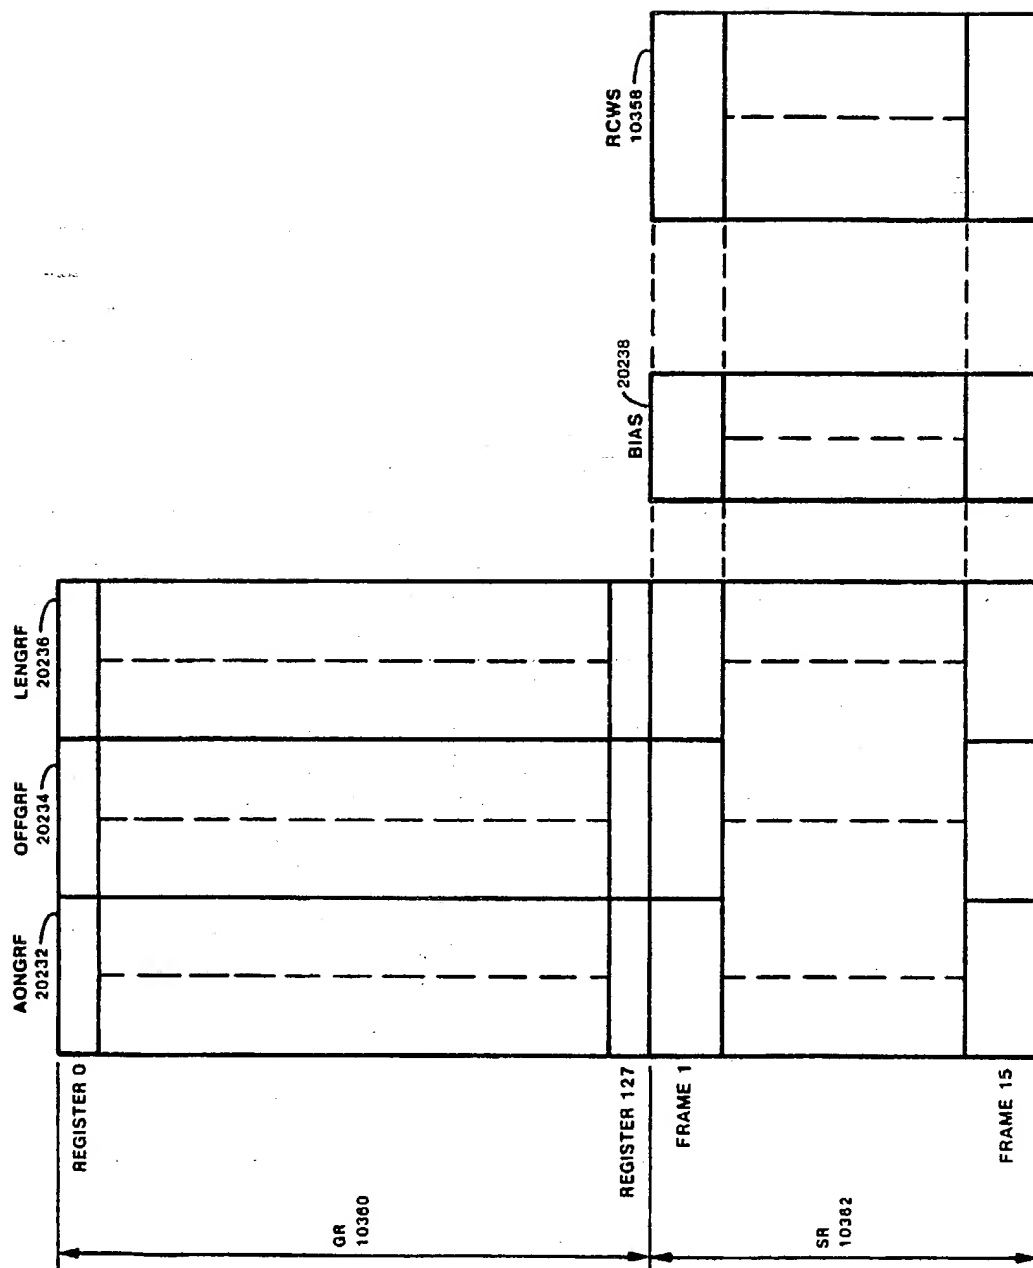 AONGRF
20232
OFFGRF
20234
LENGRF
20236
BIAS
20238
RCWS
10358
REGISTER 0
REGISTER 127
FRAME 1
FRAME 15
GR
10360
SR
10362